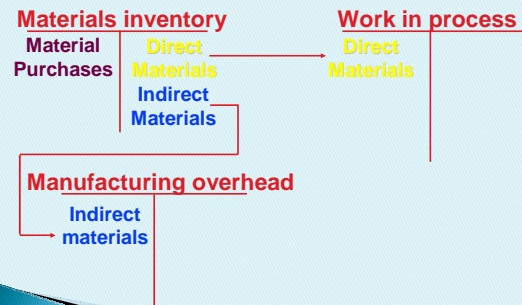 Materials inventory
Material
Purchases
Direct
Materials
Indirect
Materials
Work in process
Direct
Materials
Manufacturing overhead
Indirect
materials